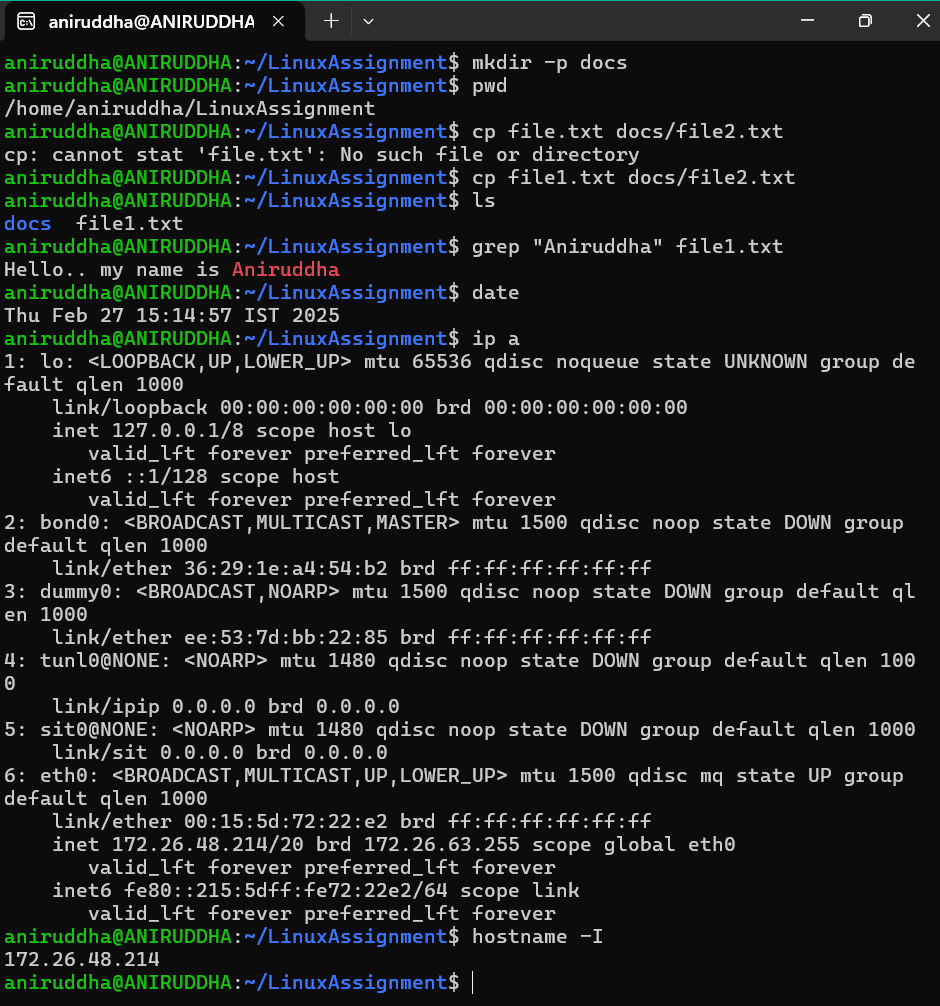 aniruddha@ANIRUDDHA
aniruddha@ANIRUDDHA:~/LinuxAssignment$ mkdir -p docs
aniruddha@ANIRUDDHA:~/LinuxAssignment$ pwd
/home/aniruddha/LinuxAssignment
aniruddha@ANIRUDDHA:~/LinuxAssignment$ cp file.txt docs/file2.txt
cp: cannot stat 'file.txt': No such file or directory
aniruddha@ANIRUDDHA:~/LinuxAssignment$ cp file1.txt docs/file2.txt
aniruddha@ANIRUDDHA:~/LinuxAssignment$ ls
docs  file1.txt
aniruddha@ANIRUDDHA:~/LinuxAssignment$ grep "Aniruddha" file1.txt
Hello.. my name is Aniruddha
aniruddha@ANIRUDDHA:~/LinuxAssignment$ date
Thu Feb 27 15:14:57 IST 2025
aniruddha@ANIRUDDHA:~/LinuxAssignment$ ip a
1: lo: <LOOPBACK,UP,LOWER_UP> mtu 65536 qdisc noqueue state UNKNOWN group de
fault qlen 1000
    link/loopback 00:00:00:00:00:00 brd 00:00:00:00:00:00
    inet 127.0.0.1/8 scope host lo
       valid_lft forever preferred_lft forever
    inet6 ::1/128 scope host
       valid_lft forever preferred_lft forever
2: bond0: <BROADCAST,MULTICAST,MASTER> mtu 1500 qdisc noop state DOWN group
default qlen 1000
    link/ether 36:29:1e:a4:54:b2 brd ff:ff:ff:ff:ff:ff
3: dummy0: <BROADCAST,NOARP> mtu 1500 qdisc noop state DOWN group default ql
en 1000
    link/ether ee:53:7d:bb:22:85 brd ff:ff:ff:ff:ff:ff
4: tunl0@NONE: <NOARP> mtu 1480 qdisc noop state DOWN group default qlen 100
0
    link/ipip 0.0.0.0 brd 0.0.0.0
5: sit0@NONE: <NOARP> mtu 1480 qdisc noop state DOWN group default qlen 1000
    link/sit 0.0.0.0 brd 0.0.0.0
6: eth0: <BROADCAST,MULTICAST,UP,LOWER_UP> mtu 1500 qdisc mq state UP group
default qlen 1000
    link/ether 00:15:5d:72:22:e2 brd ff:ff:ff:ff:ff:ff
    inet 172.26.48.214/20 brd 172.26.63.255 scope global eth0
       valid_lft forever preferred_lft forever
    inet6 fe80::215:5dff:fe72:22e2/64 scope link
       valid_lft forever preferred_lft forever
aniruddha@ANIRUDDHA:~/LinuxAssignment$ hostname -I
172.26.48.214
aniruddha@ANIRUDDHA:~/LinuxAssignment$